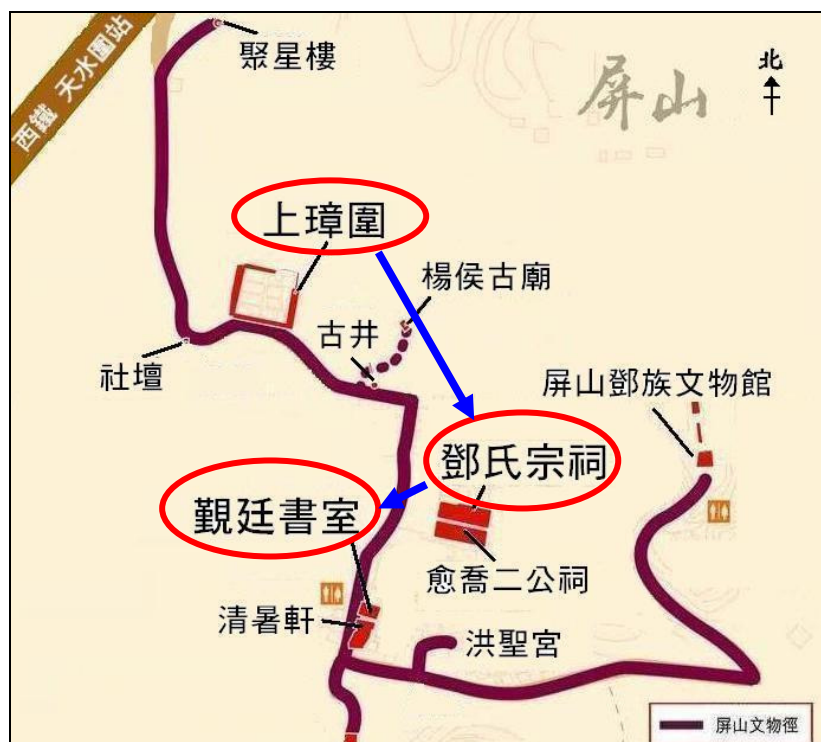 聚星樓
北
屏山
西鐵 天水圍站
上璋圍
楊侯古廟
古井
社壇
屏山鄧族文物館
鄧氏宗祠
覲廷書室
愈喬二公祠
清暑軒
洪聖宮
屏山文物徑